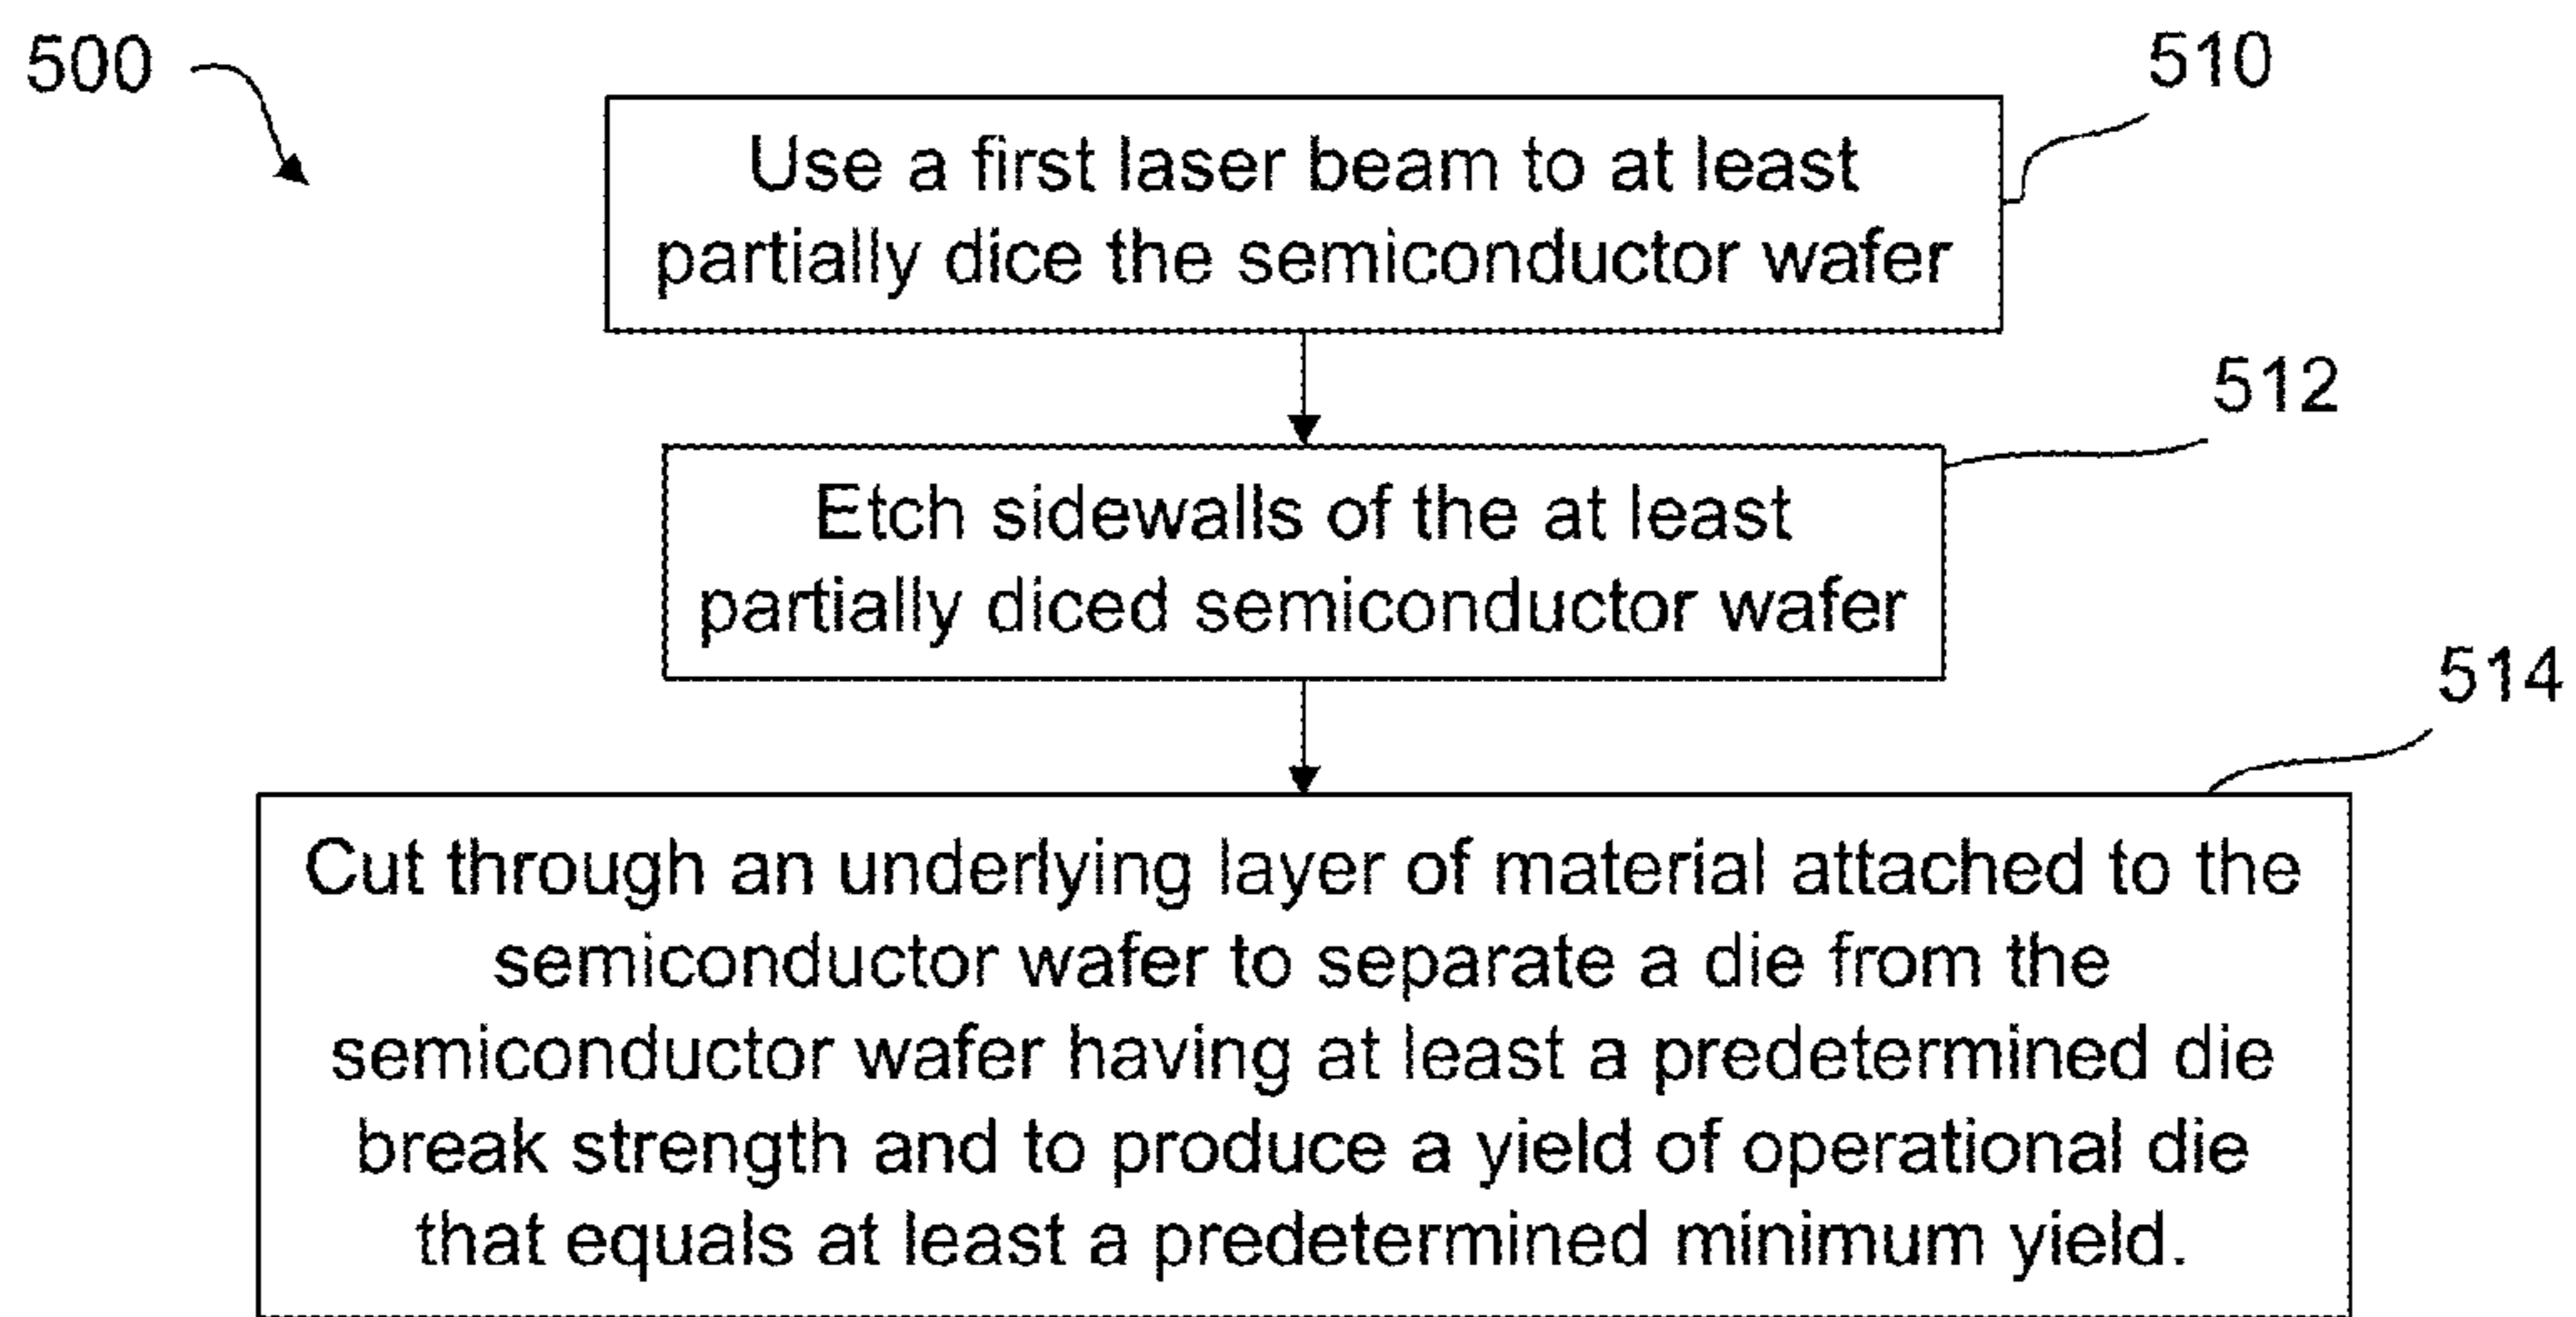 500
510
Use a first laser beam to at least
partially dice the semiconductor wafer
512
Etch sidewalls of the at least
partially diced semiconductor wafer
514
Cut through an underlying layer of material attached to the
semiconductor wafer to separate a die from the
semiconductor wafer having at least a predetermined die
break strength and to produce a yield of operational die
that equals at least a predetermined minimum yield.